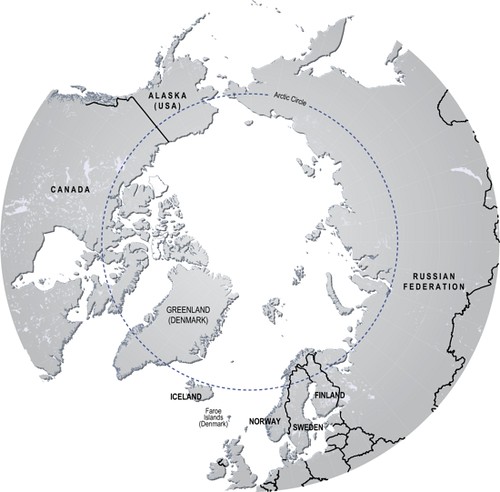 ALASKA
(USA)
Arctic Circle
CANADA
RUSSIAN
FEDERATION
GREENLAND
(DENMARK)
ICELAND
Faroe
Islands
(Denmark)
NORWAY
SWEDEN
FINLAND